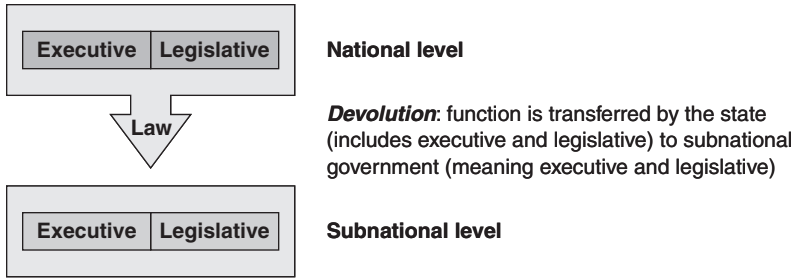 Executive Legislative National level
Law
Devolution: function is transferred by the state
(includes executive and legislative) to subnational
government (meaning executive and legislative)
Executive Legislative Subnational level